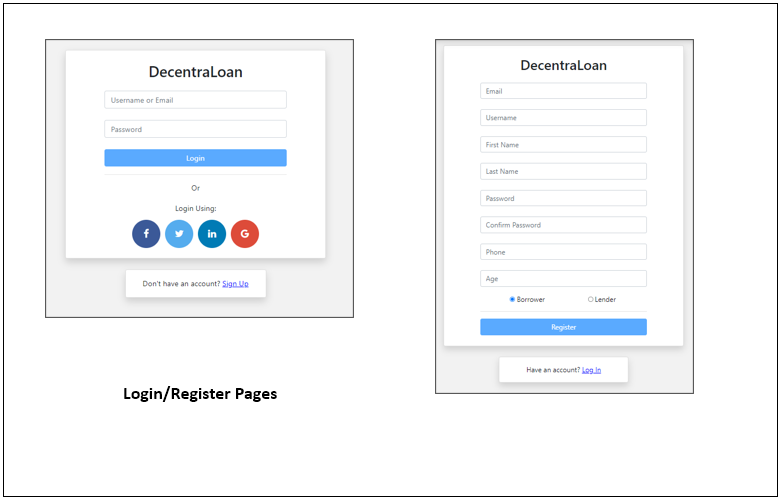 DecentraLoan
Username or Email
Password
Login
Or
Login Using:
f
in
G
Don't have an account? Sign Up
Login/Register Pages
DecentraLoan
Email
Username
First Name
Last Name
Password
Confirm Password
Phone
Age
Borrower Lender
Register
Have an account? Log In